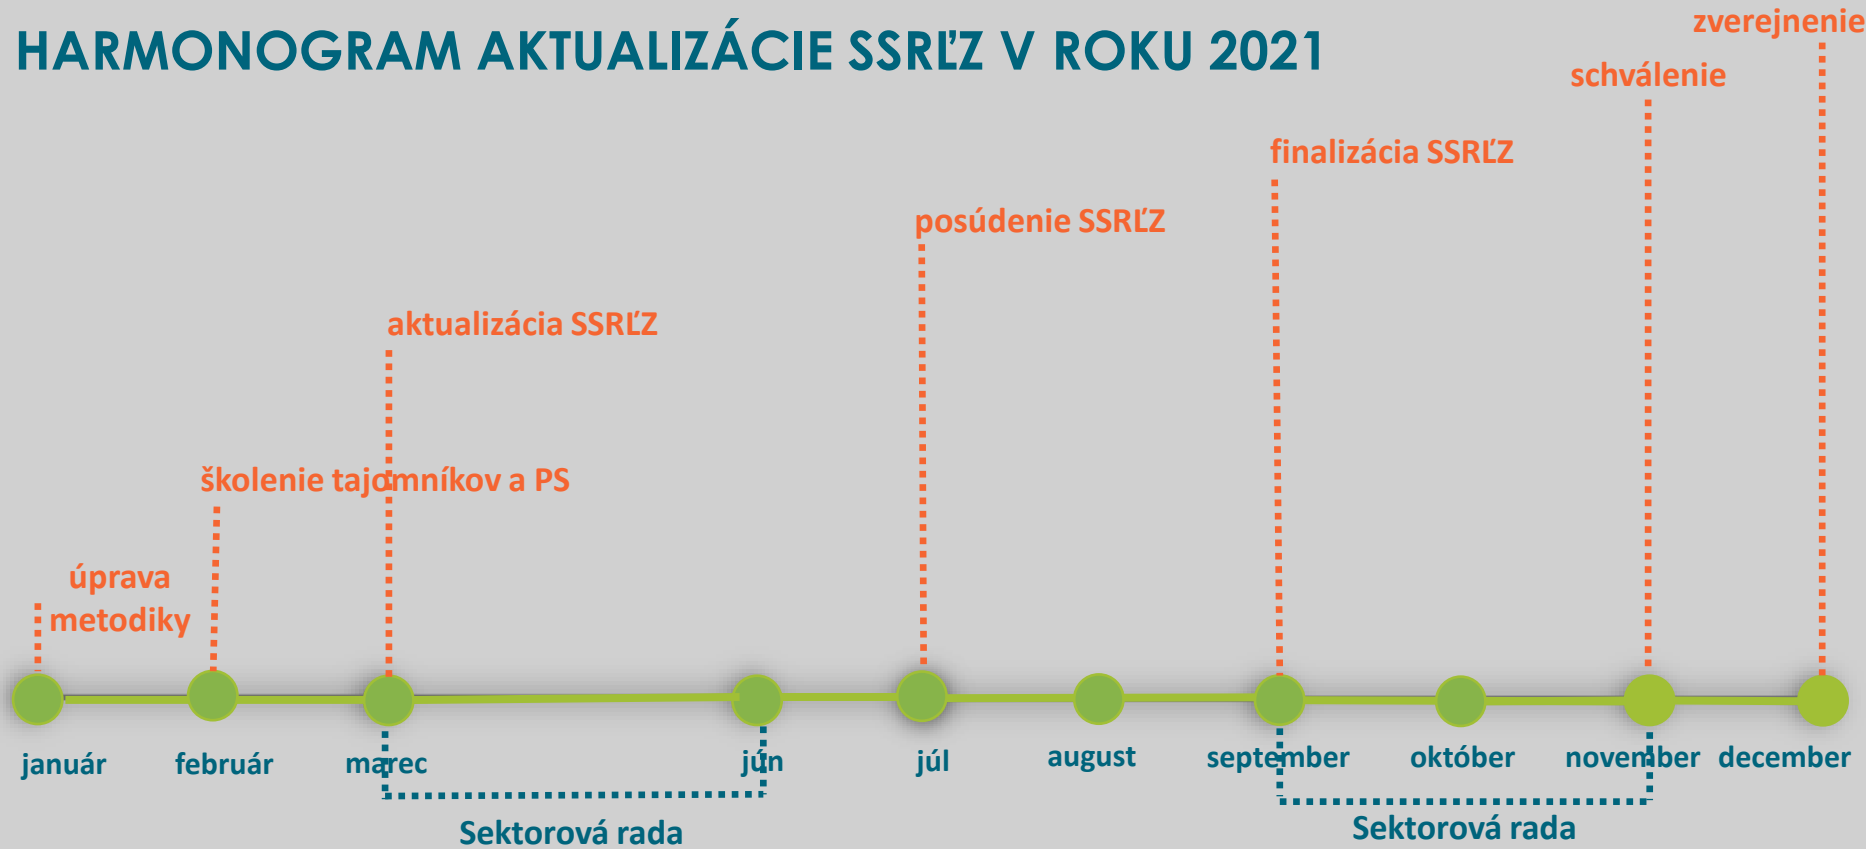 HARMONOGRAM AKTUALIZÁCIE SSRĽZ V ROKU 2021
zverejnenie
schválenie
finalizácia SSRĽZ
posúdenie SSRĽZ
aktualizácia SSRĽZ
školenie tajomníkov a PS
úprava
metodiky
január
február
marec
jún
júl
august
september
október
november
december
Sektorová rada
Sektorová rada